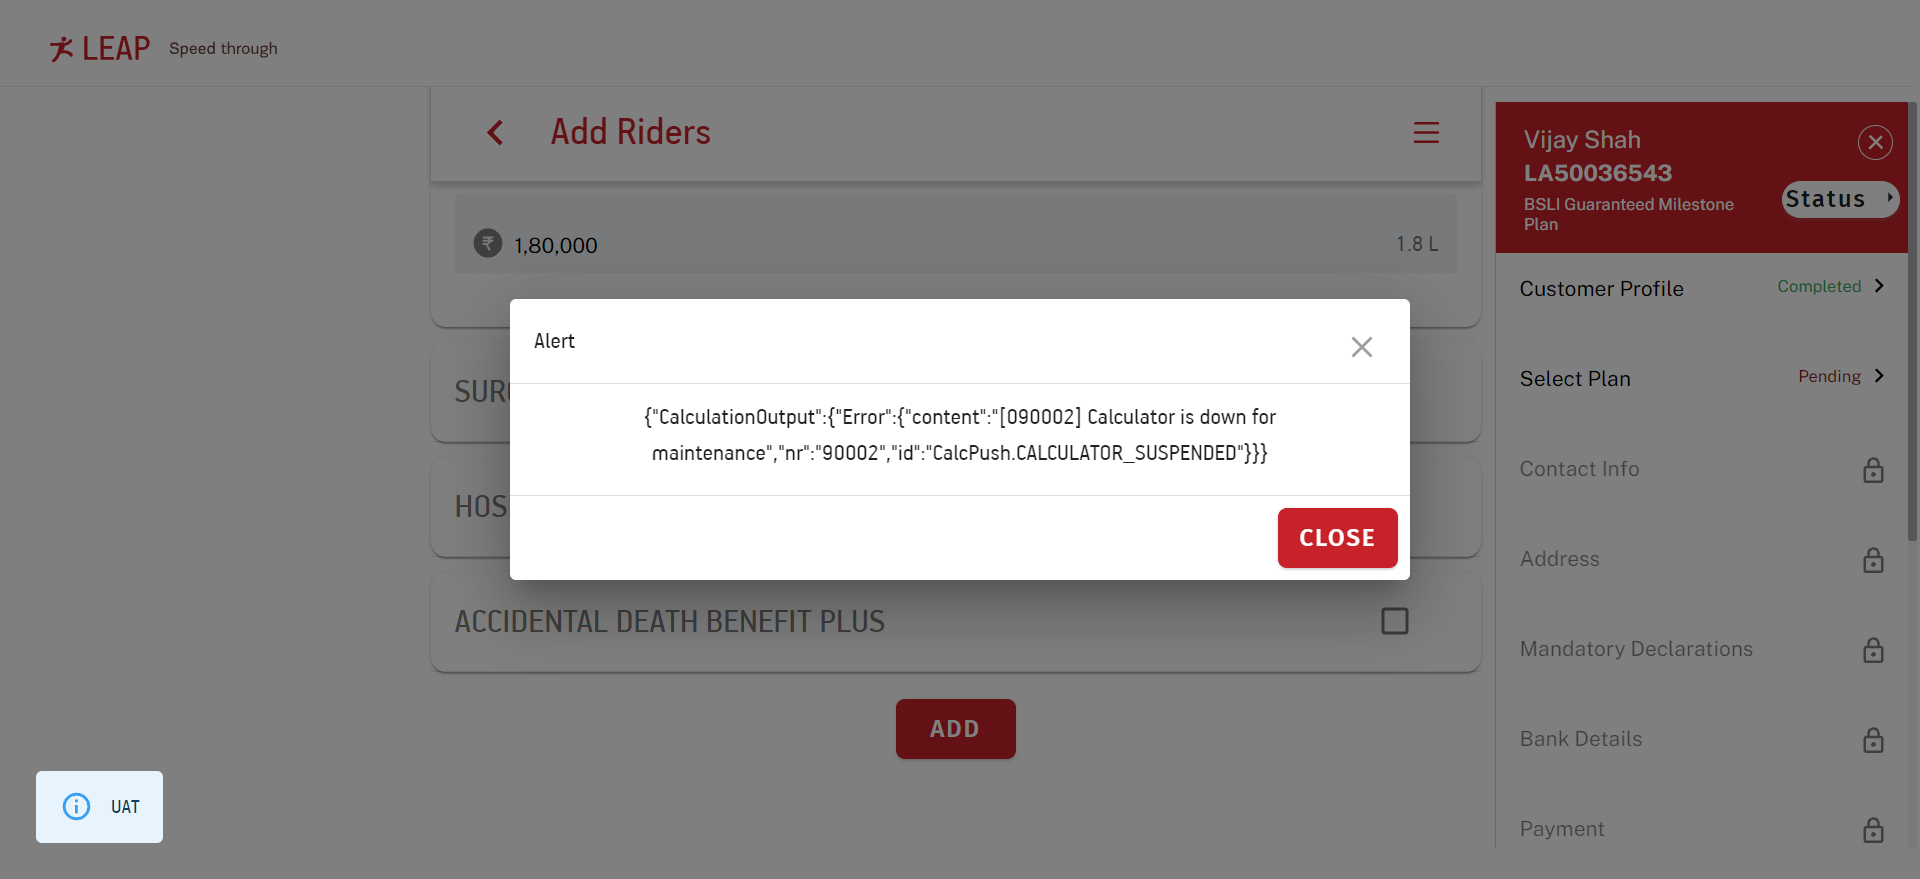 LEAP Speed through
Add Riders
₹ 1,80,000 1.8 L
SUR
HOS
ACCIDENTAL DEATH BENEFIT PLUS
ADD
Alert
{"CalculationOutput":{"Error":{"content":"[090002] Calculator is down for
maintenance","nr":"90002","id":"CalcPush.CALCULATOR_SUSPENDED"}}}
CLOSE
Vijay Shah
LA50036543
BSLI Guaranteed Milestone
Plan
Status
Customer Profile Completed
Select Plan Pending
Contact Info
Address
Mandatory Declarations
Bank Details
Payment
UAT